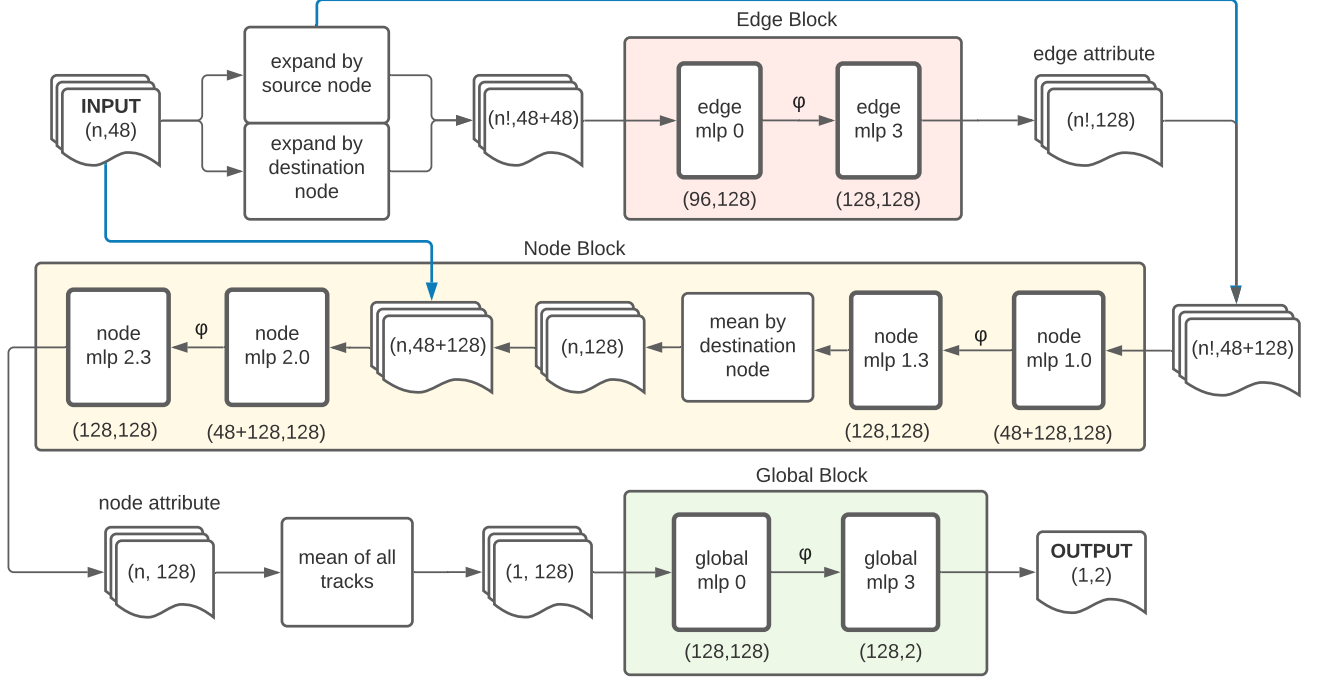 Edge Block
INPUT
(n,48)
expand by
source node
expand by
destination
node
(n!,48+48)
edge
mlp 0
φ
edge
mlp 3
(96,128)
(128,128)
edge attribute
(n!,128)
Node Block
(n!,48+128)
node
mlp 1.0
φ
node
mlp 1.3
(48+128,128)
(128,128)
mean by
destination
node
(n,128)
(n,48+128)
node
mlp 2.0
φ
node
mlp 2.3
(48+128,128)
(128,128)
node attribute
(n, 128)
mean of all
tracks
(1, 128)
Global Block
global
mlp 0
φ
global
mlp 3
(128,128)
(128,2)
OUTPUT
(1,2)